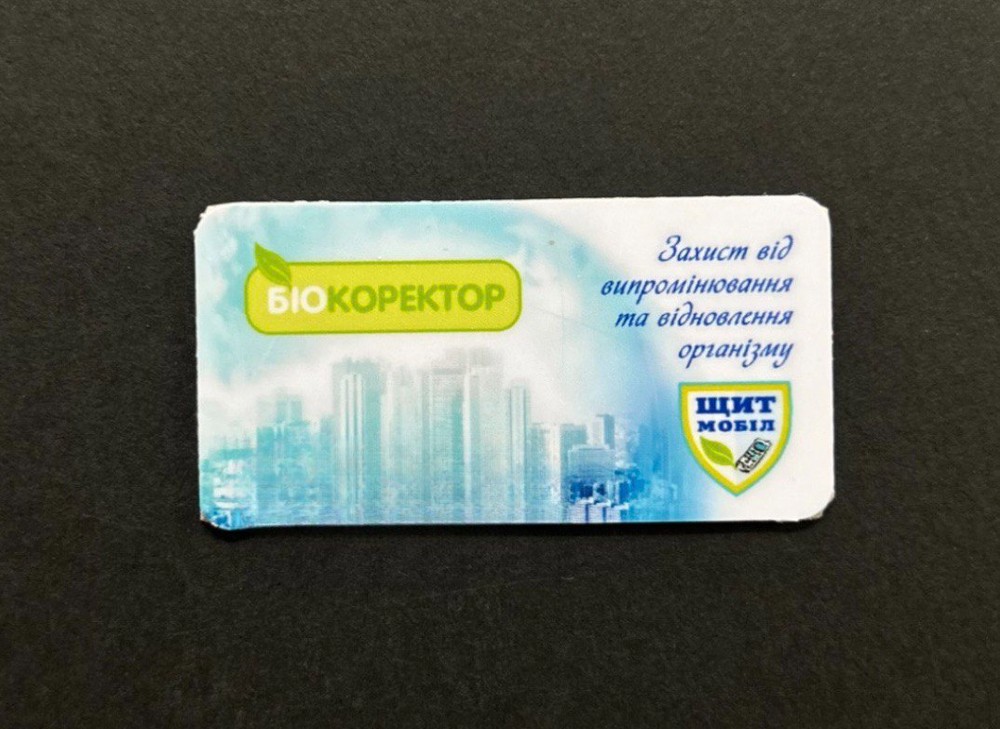 БІОКОРЕКТОР
Захист від
випромінювання
та відновлення
організму
ЩИТ
МОБІЛ